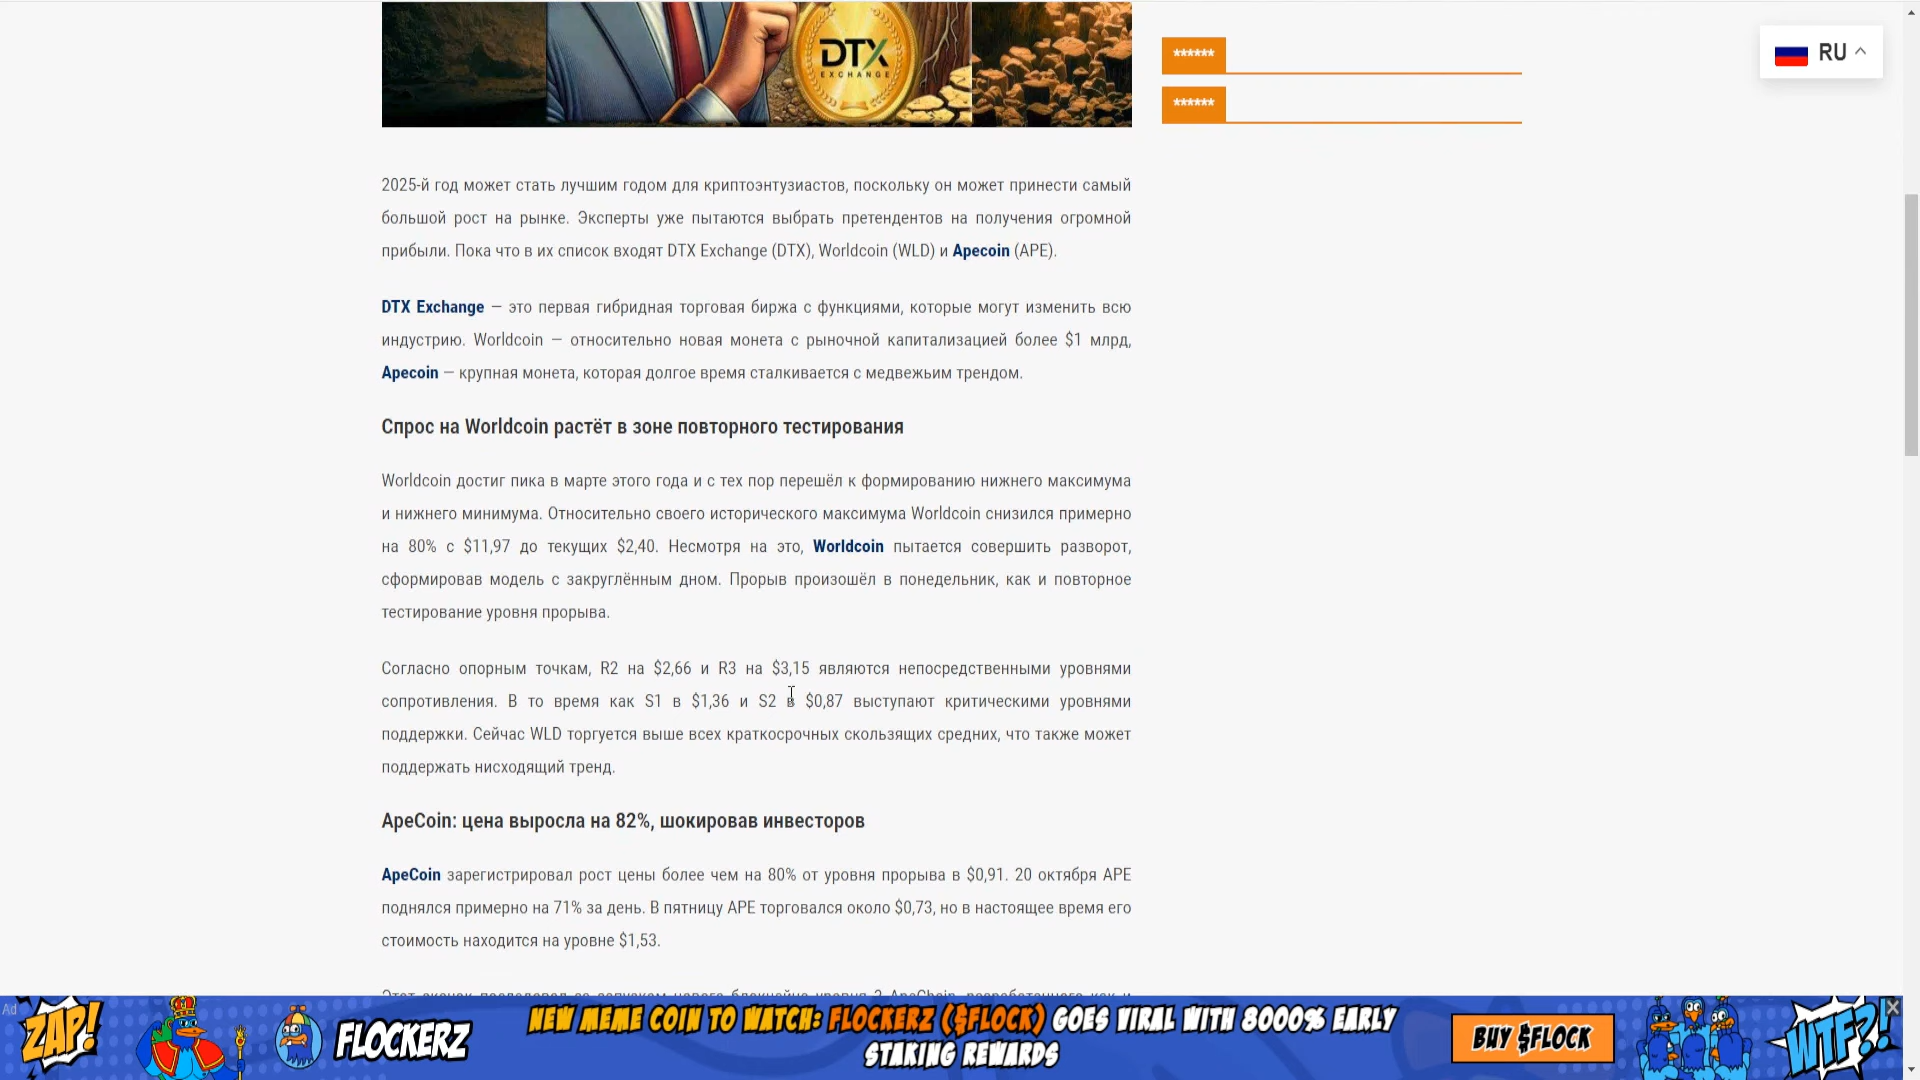 DTX
EXCHANGE
******
******
RU
2025-й год может стать лучшим годом для криптоэнтузиастов, поскольку он может принести самый
большой рост на рынке. Эксперты уже пытаются выбрать претендентов на получения огромной
прибыли. Пока что в их список входят DTX Exchange (DTX), Worldcoin (WLD) и Apecoin (APE).
DTX Exchange — это первая гибридная торговая биржа с функциями, которые могут изменить всю
индустрию. Worldcoin — относительно новая монета с рыночной капитализацией более $1 млрд,
Apecoin — крупная монета, которая долгое время сталкивается с медвежьим трендом.
Спрос на Worldcoin растёт в зоне повторного тестирования
Worldcoin достиг пика в марте этого года и с тех пор перешёл к формированию нижнего максимума
и нижнего минимума. Относительно своего исторического максимума Worldcoin снизился примерно
на 80% с $11,97 до текущих $2,40. Несмотря на это, Worldcoin пытается совершить разворот,
сформировав модель с закруглённым дном. Прорыв произошёл в понедельник, как и повторное
тестирование уровня прорыва.
Согласно опорным точкам, R2 на $2,66 и R3 на $3,15 являются непосредственными уровнями
сопротивления. В то время как S1 в $1,36 и S2 в $0,87 выступают критическими уровнями
поддержки. Сейчас WLD торгуется выше всех краткосрочных скользящих средних, что также может
поддержать нисходящий тренд.
ApeCoin: цена выросла на 82%, шокировав инвесторов
ApeCoin зарегистрировал рост цены более чем на 80% от уровня прорыва в $0,91. 20 октября APE
поднялся примерно на 71% за день. В пятницу APE торговался около $0,73, но в настоящее время его
стоимость находится на уровне $1,53.
Ad
ZAP!
FLOCKERZ
NEW MEME COIN TO WATCH: FLOCKERZ ($FLOCK) GOES VIRAL WITH 8000% EARLY
STAKING REWARDS
BUY $FLOCK
WTF?!